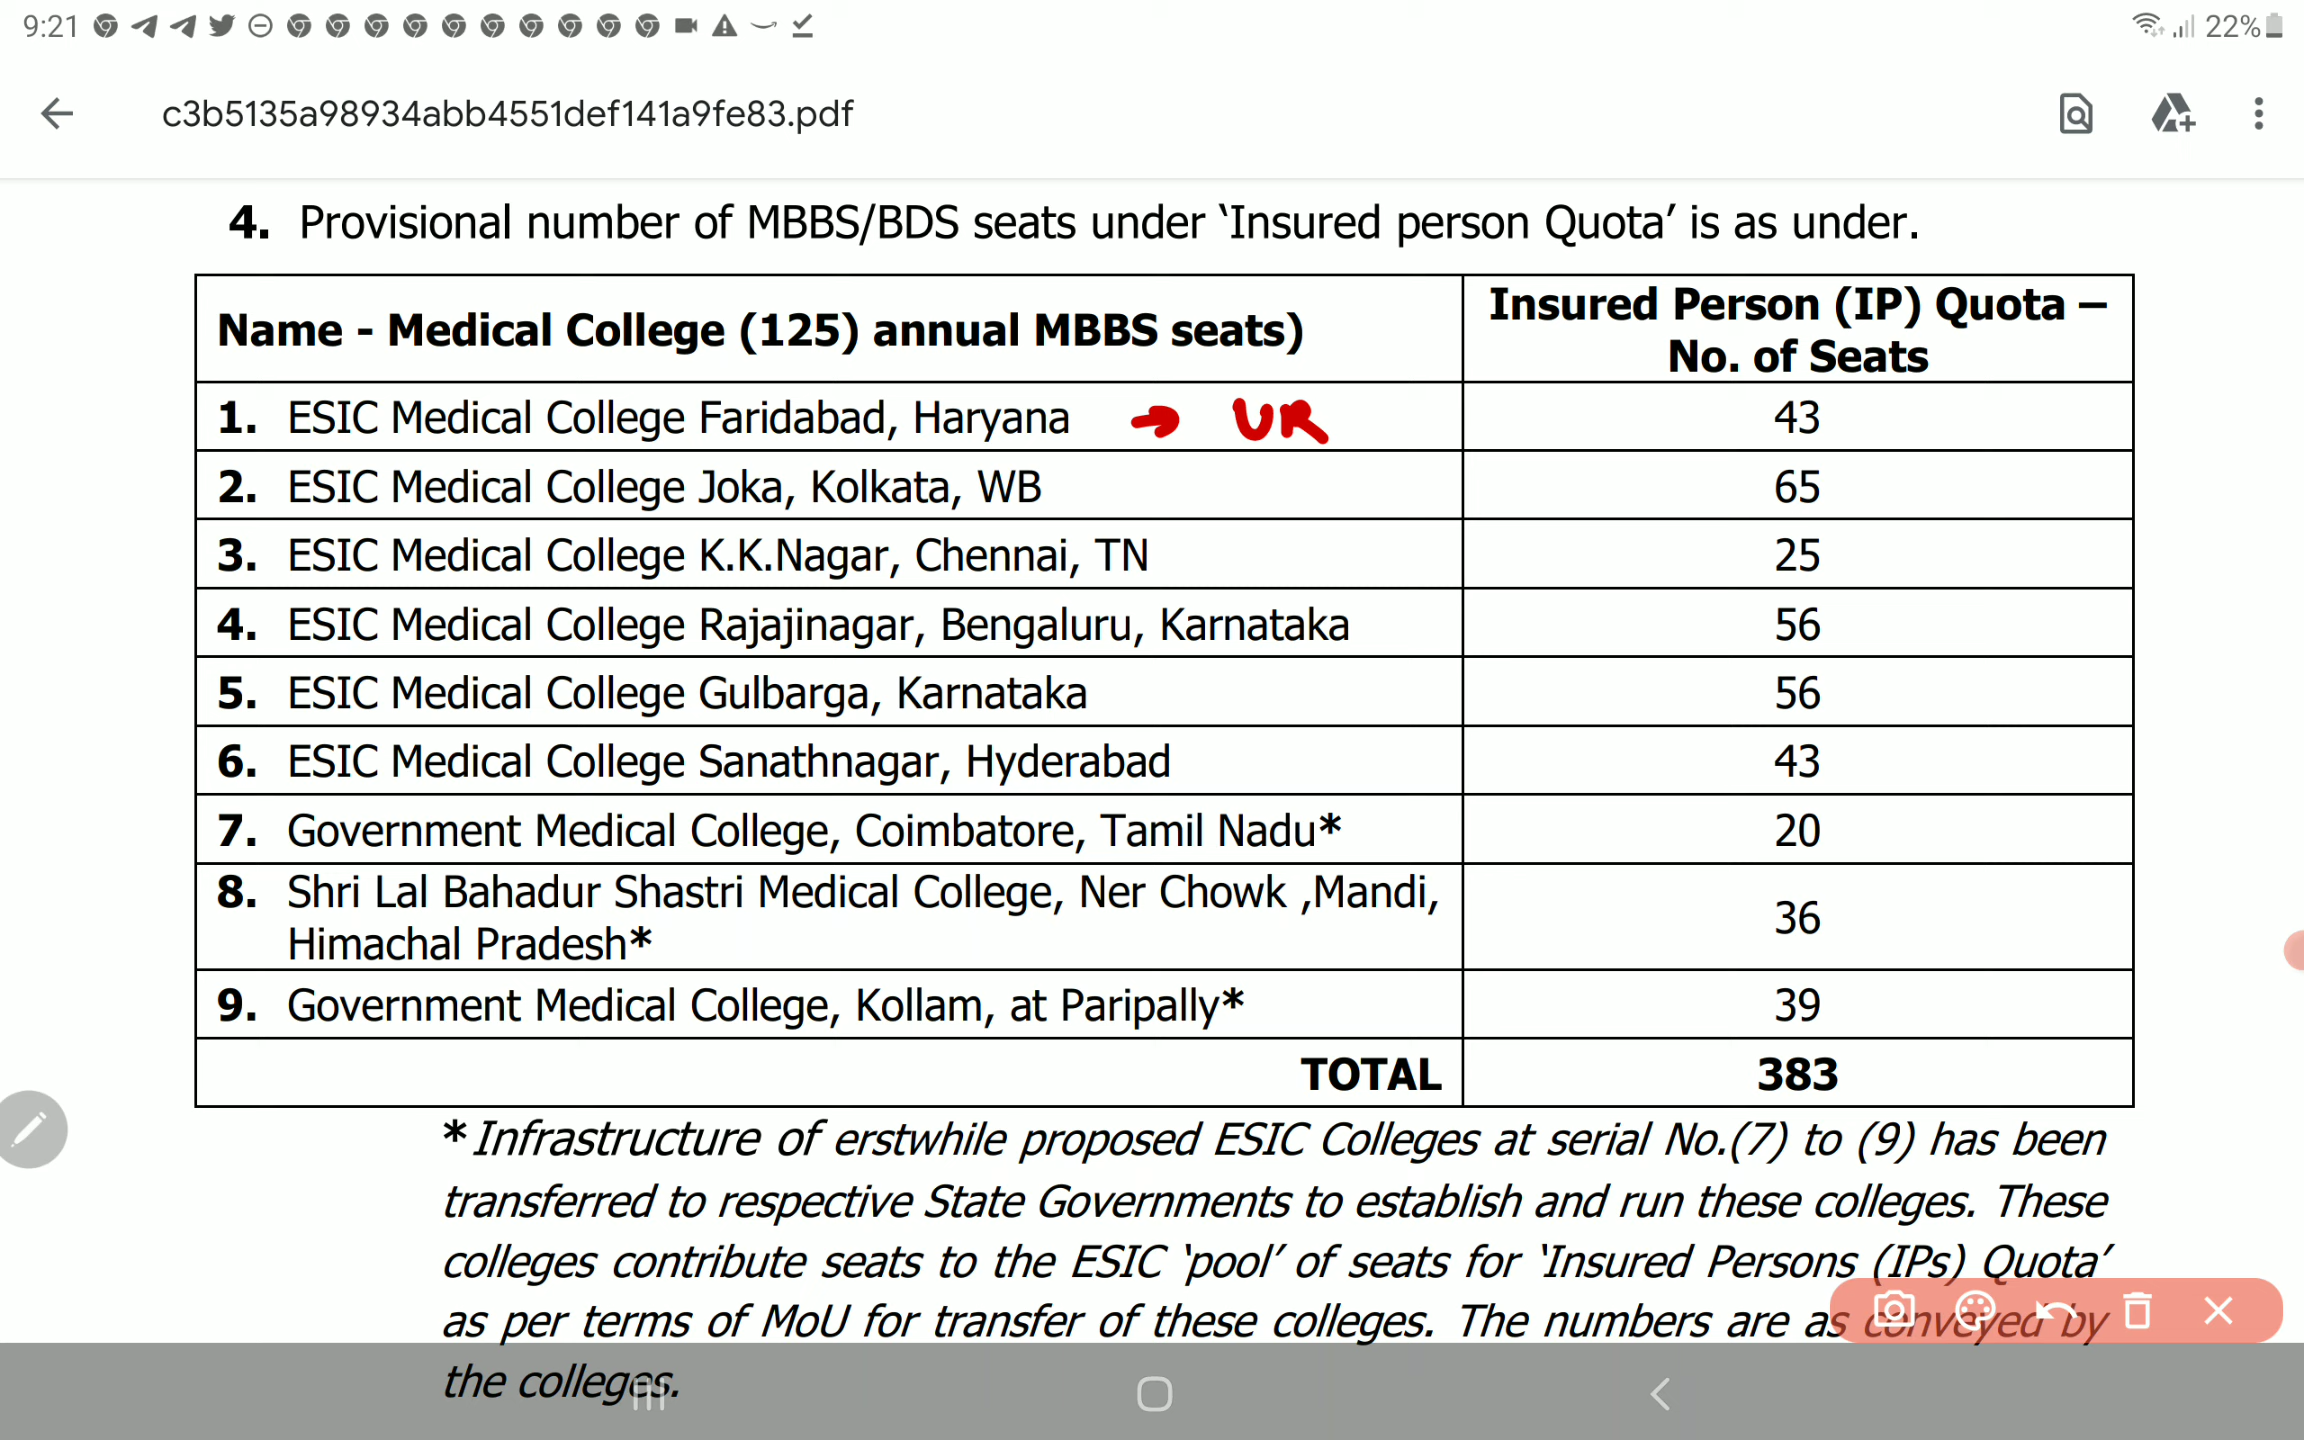 9:21
22%
c3b5135a98934abb4551def141a9fe83.pdf
4. Provisional number of MBBS/BDS seats under ‘Insured person Quota’ is as under.
Name - Medical College (125) annual MBBS seats) Insured Person (IP) Quota – No. of Seats
1. ESIC Medical College Faridabad, Haryana → UR 43
2. ESIC Medical College Joka, Kolkata, WB 65
3. ESIC Medical College K.K.Nagar, Chennai, TN 25
4. ESIC Medical College Rajajinagar, Bengaluru, Karnataka 56
5. ESIC Medical College Gulbarga, Karnataka 56
6. ESIC Medical College Sanathnagar, Hyderabad 43
7. Government Medical College, Coimbatore, Tamil Nadu* 20
8. Shri Lal Bahadur Shastri Medical College, Ner Chowk ,Mandi,
Himachal Pradesh* 36
9. Government Medical College, Kollam, at Paripally* 39
TOTAL 383
*Infrastructure of erstwhile proposed ESIC Colleges at serial No.(7) to (9) has been
transferred to respective State Governments to establish and run these colleges. These
colleges contribute seats to the ESIC ‘pool’ of seats for ‘Insured Persons (IPs) Quota’
as per terms of MoU for transfer of these colleges. The numbers are as conveyed by
the colleges.